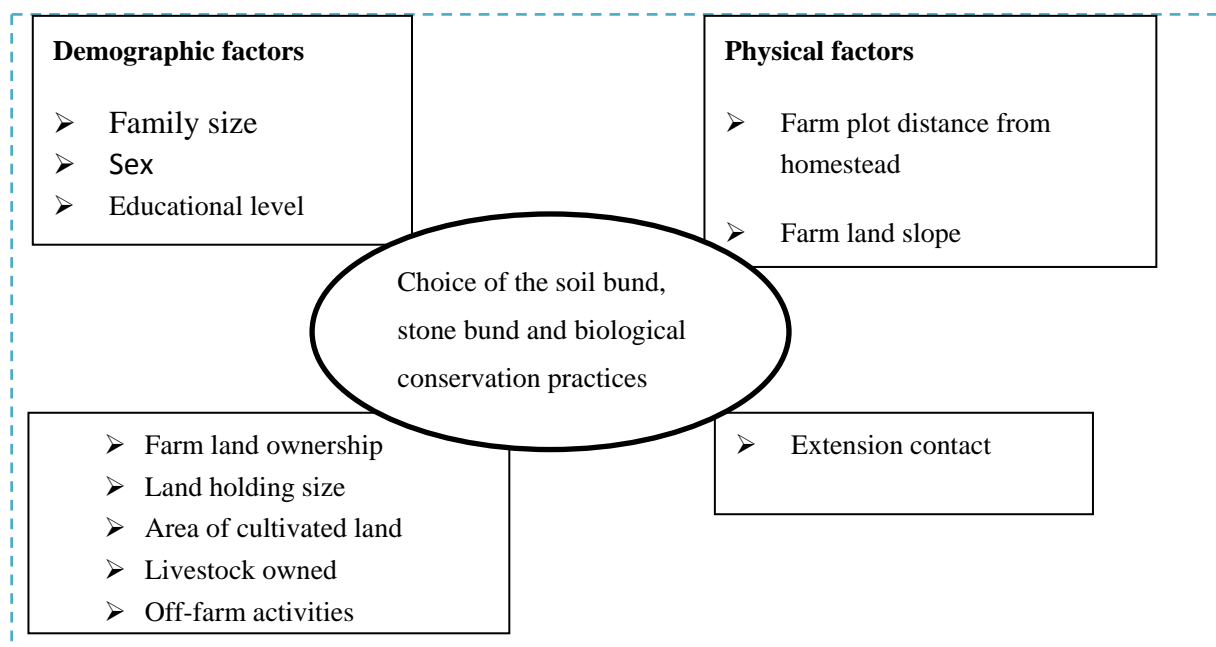 Demographic factors
➢ Family size
➢ Sex
➢ Educational level
Physical factors
➢ Farm plot distance from
homestead
➢ Farm land slope
Choice of the soil bund,
stone bund and biological
conservation practices
➢ Farm land ownership
➢ Land holding size
➢ Area of cultivated land
➢ Livestock owned
➢ Off-farm activities
➢ Extension contact